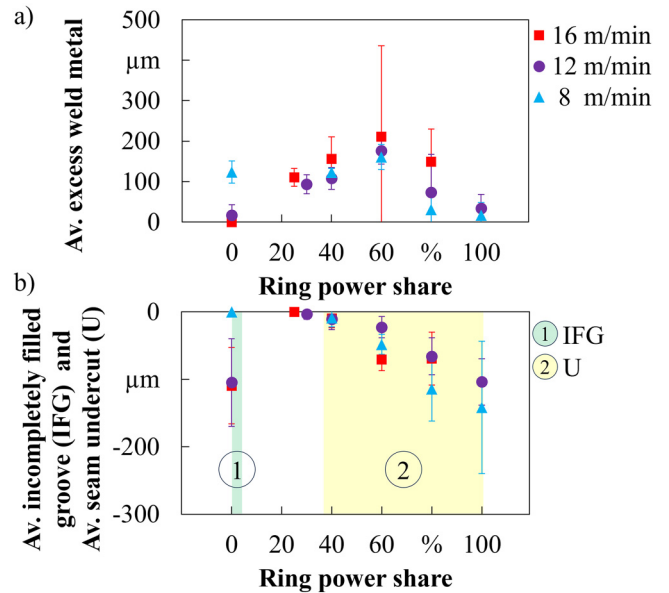 a)
500
µm
300
200
100
0
Av. excess weld metal
0 20 40 60 % 100
Ring power share
16 m/min
12 m/min
8 m/min
b)
0
µm
-200
-300
Av. incompletely filled
groove (IFG) and
Av. seam undercut (U)
1
2
0 20 40 60 % 100
Ring power share
1 IFG
2 U